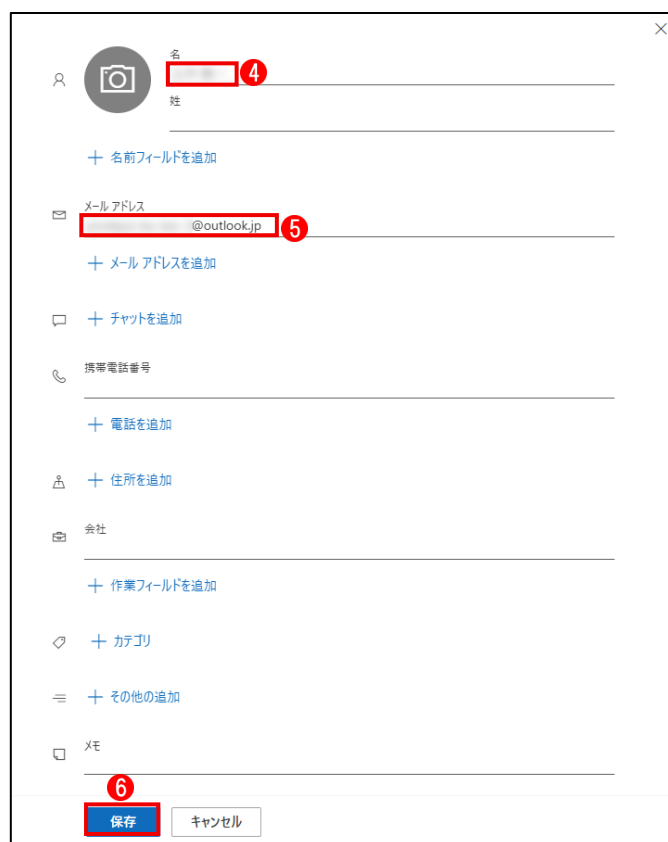 名
4
姓
名前フィールドを追加
メール アドレス
@outlook.jp
5
メール アドレスを追加
チャットを追加
携帯電話番号
電話を追加
住所を追加
会社
作業フィールドを追加
カテゴリ
その他の追加
メモ
6
保存 キャンセル